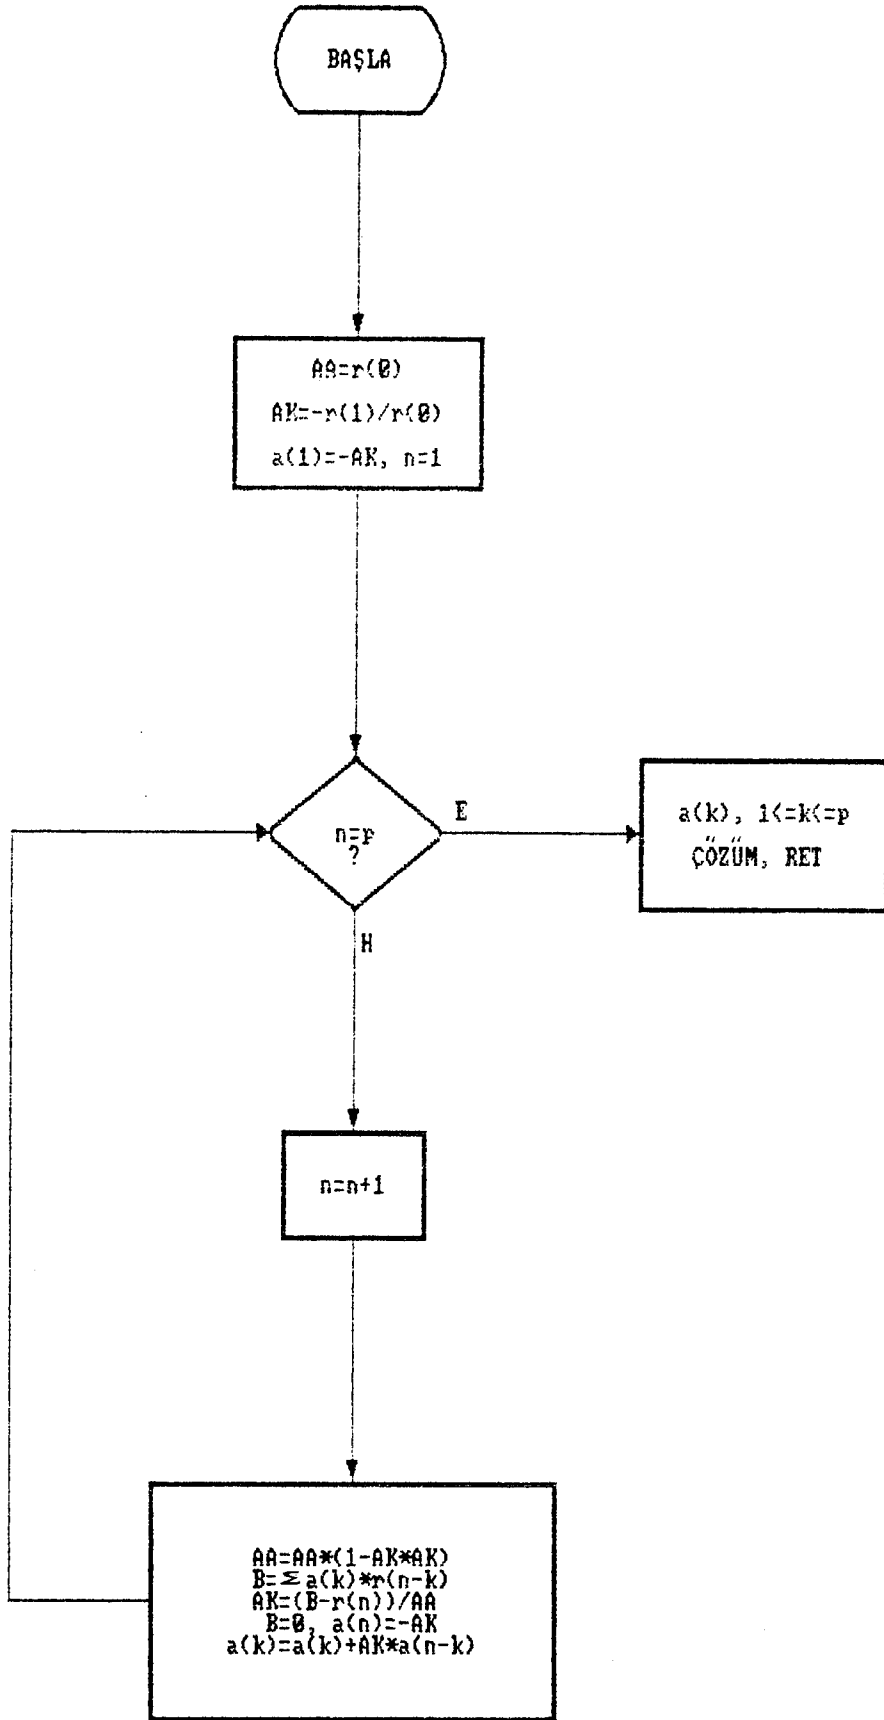 BAŞLA
AA=r(0)
AK=-r(1)/r(0)
a(1)=-AK, n=1
n=p
?
E
a(k), 1<=k<=p
ÇÖZÜM, RET
H
n=n+1
AA=AA*(1-AK*AK)
B=Σa(k)*r(n-k)
AK=(B-r(n))/AA
B=0, a(n)=-AK
a(k)=a(k)+AK*a(n-k)